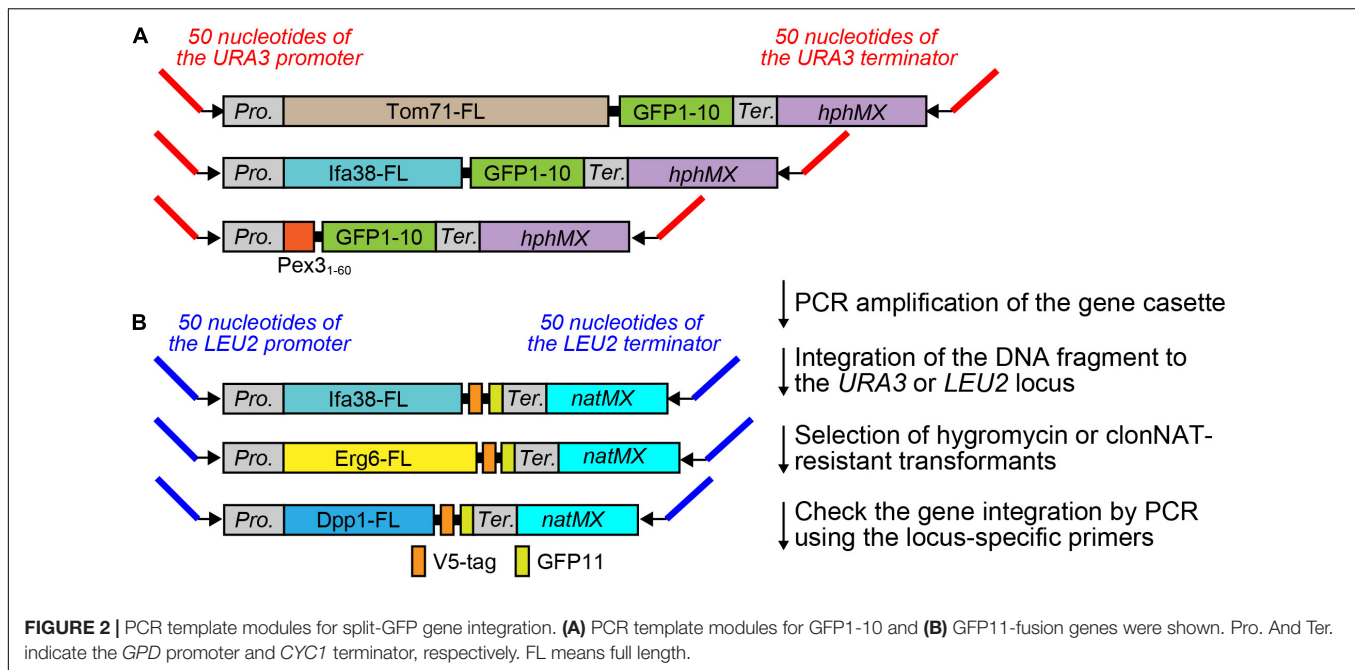 A
50 nucleotides of
the URA3 promoter
50 nucleotides of
the URA3 terminator
Pro. Tom71-FL GFP1-10 Ter. hphMX
Pro. Ifa38-FL GFP1-10 Ter. hphMX
Pro. GFP1-10 Ter. hphMX
Pex3₁₋₆₀
B
50 nucleotides of
the LEU2 promoter
50 nucleotides of
the LEU2 terminator
Pro. Ifa38-FL Ter. natMX
Pro. Erg6-FL Ter. natMX
Pro. Dpp1-FL Ter. natMX
V5-tag GFP11
PCR amplification of the gene casette
Integration of the DNA fragment to
the URA3 or LEU2 locus
Selection of hygromycin or clonNAT-
resistant transformants
Check the gene integration by PCR
using the locus-specific primers
FIGURE 2 | PCR template modules for split-GFP gene integration. (A) PCR template modules for GFP1-10 and (B) GFP11-fusion genes were shown. Pro. And Ter.
indicate the GPD promoter and CYC1 terminator, respectively. FL means full length.